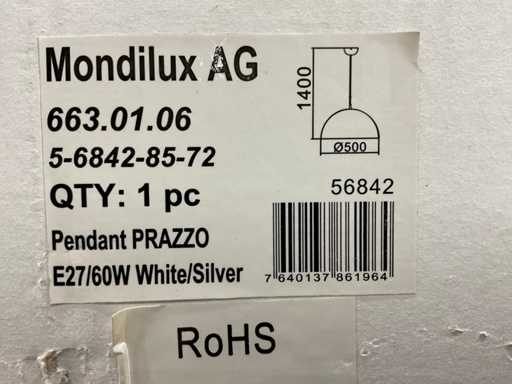 Mondilux AG
663.01.06
5-6842-85-72
QTY: 1 pc
Pendant PRAZZO
E27/60W White/Silver
1400
Ø500
56842
7 640137 861964
RoHS